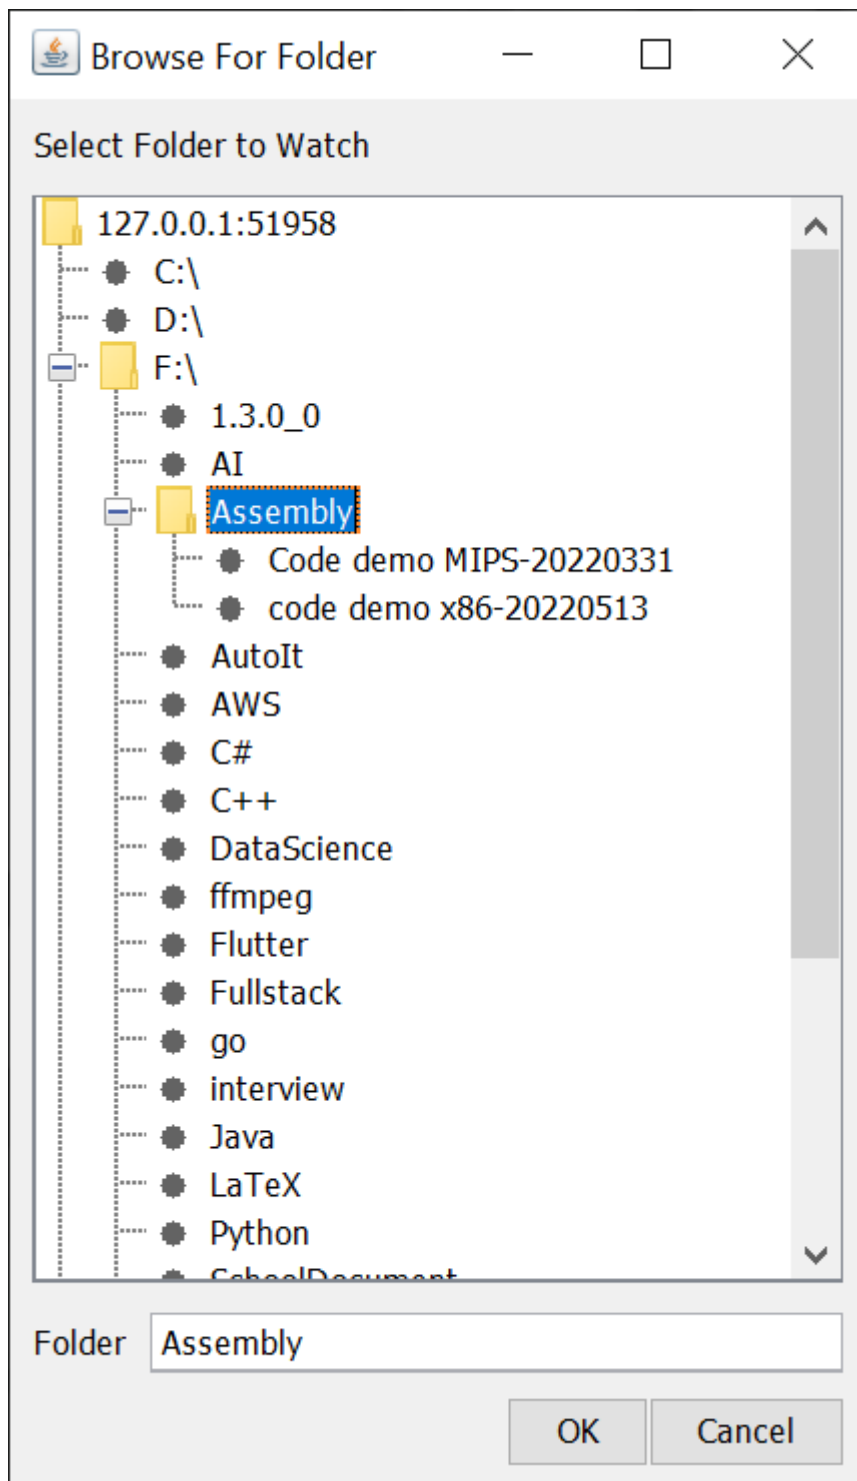 Browse For Folder
Select Folder to Watch
127.0.0.1:51958
C:\
D:\
F:\
1.3.0_0
AI
Assembly
Code demo MIPS-20220331
code demo x86-20220513
AutoIt
AWS
C#
C++
DataScience
ffmpeg
Flutter
Fullstack
go
interview
Java
LaTeX
Python
SchoolDocument
Folder Assembly
OK Cancel